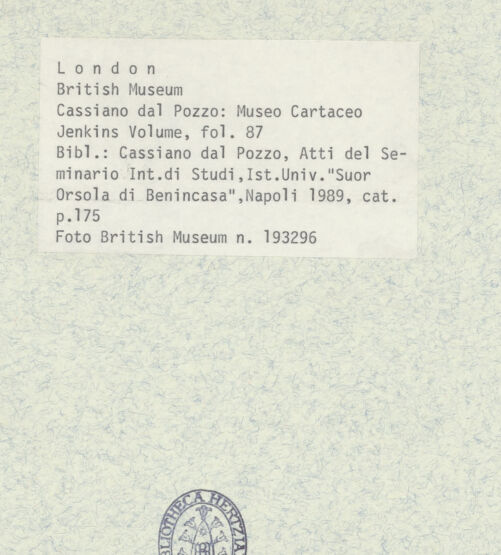 L o n d o n
British Museum
Cassiano dal Pozzo: Museo Cartaceo
Jenkins Volume, fol. 87
Bibl.: Cassiano dal Pozzo, Atti del Se-
minario Int.di Studi,Ist.Univ."Suor
Orsola di Benincasa",Napoli 1989, cat.
p.175
Foto British Museum n. 193296
BIBLIOTHECA HERTZIA